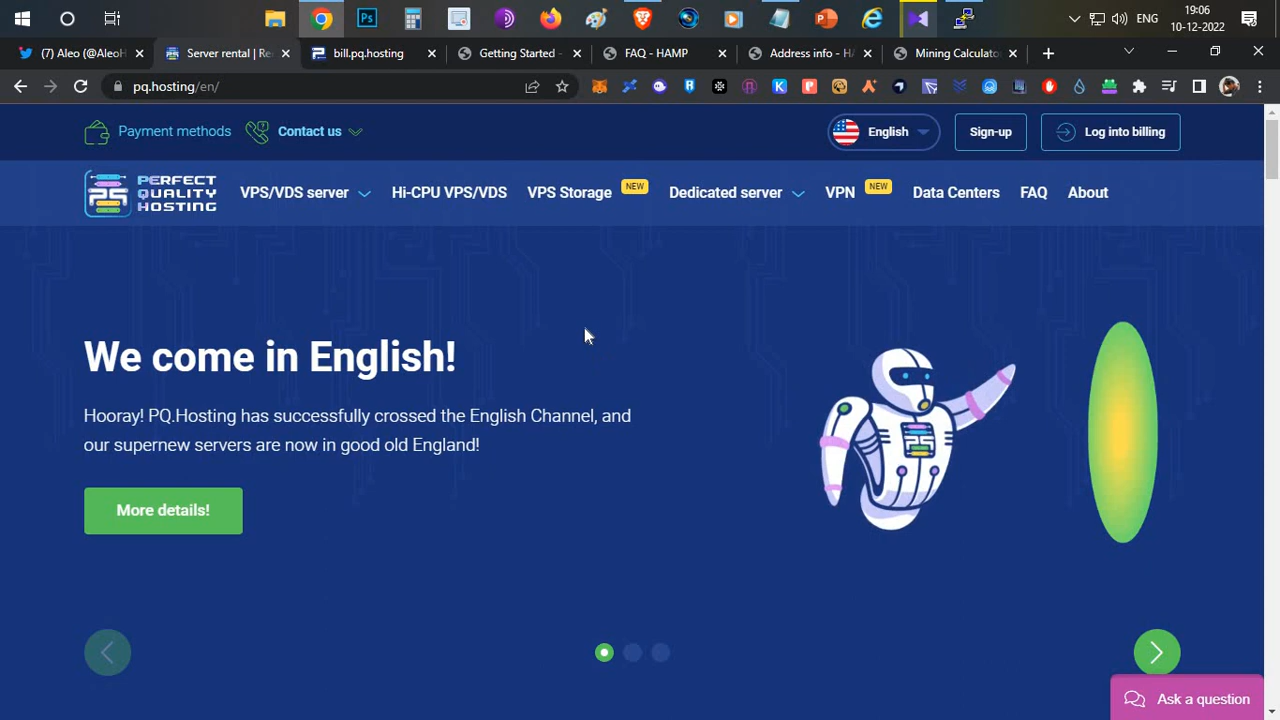 19:06
ENG
10-12-2022
(7) Aleo (@AleoH
Server rental | Re
bill.pq.hosting
Getting Started -
FAQ - HAMP
Address info - HA
Mining Calculato
pq.hosting/en/
Payment methods
Contact us
English
Sign-up
Log into billing
PERFECT
QUALITY
HOSTING
VPS/VDS server
Hi-CPU VPS/VDS
VPS Storage
NEW
Dedicated server
VPN
NEW
Data Centers
FAQ
About
We come in English!
Hooray! PQ.Hosting has successfully crossed the English Channel, and
our supernew servers are now in good old England!
More details!
Ask a question